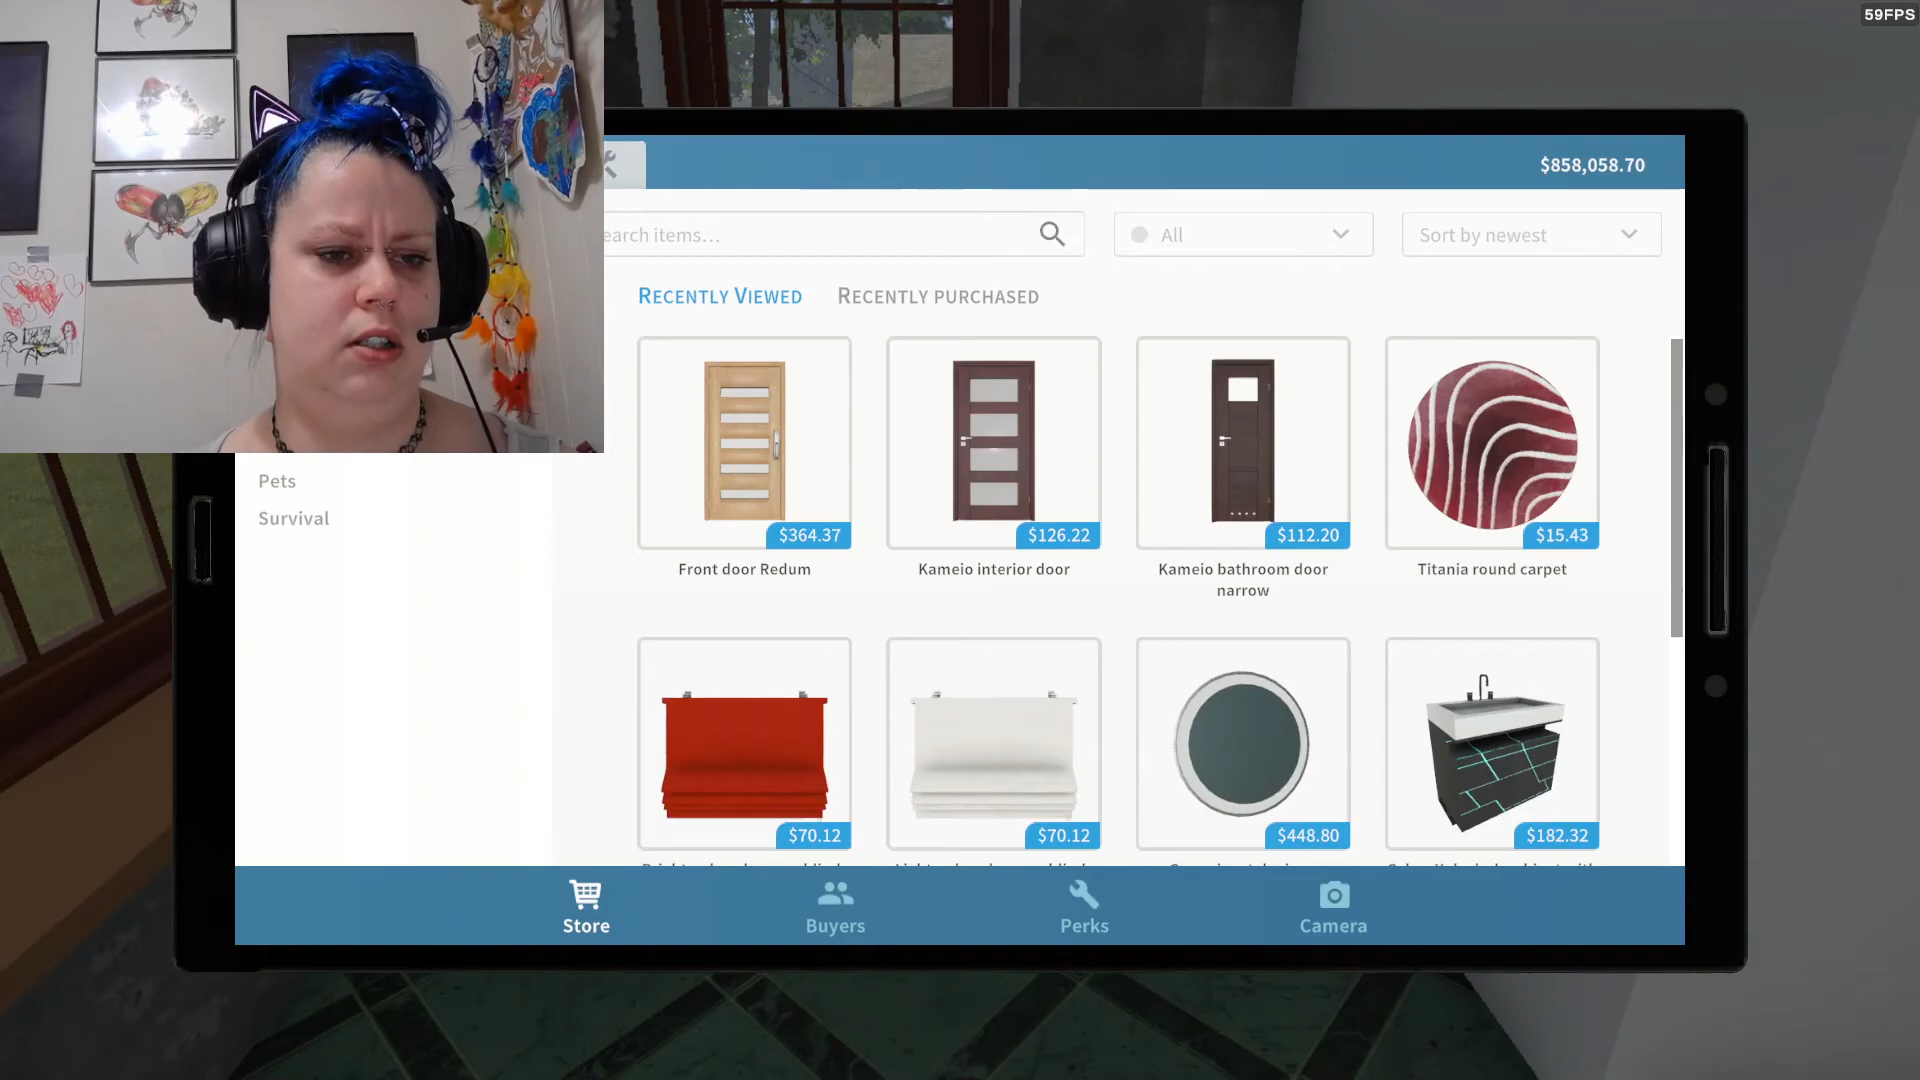 59FPS
$858,058.70
earch items...
All
Sort by newest
RECENTLY VIEWED
RECENTLY PURCHASED
Pets
Survival
$364.37
$126.22
$112.20
$15.43
Front door Redum
Kameio interior door
Kameio bathroom door
narrow
Titania round carpet
$70.12
$70.12
$448.80
$182.32
Store
Buyers
Perks
Camera